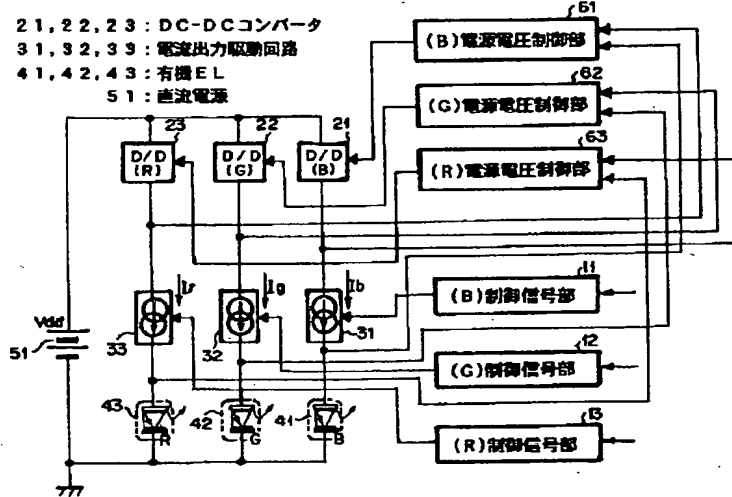 21,22,23:DC-DCコンバータ
31,32,33:電流出力駆動回路
41,42,43:有機EL
51:直流電源
61
(B)電源電圧制御部
62
(G)電源電圧制御部
63
(R)電源電圧制御部
23
D/D
(R)
22
D/D
(G)
21
D/D
(B)
Ir
Ig
Ib
33
32
31
11
(B)制御信号部
12
(G)制御信号部
13
(R)制御信号部
Vdd
51
43
R
42
G
41
B